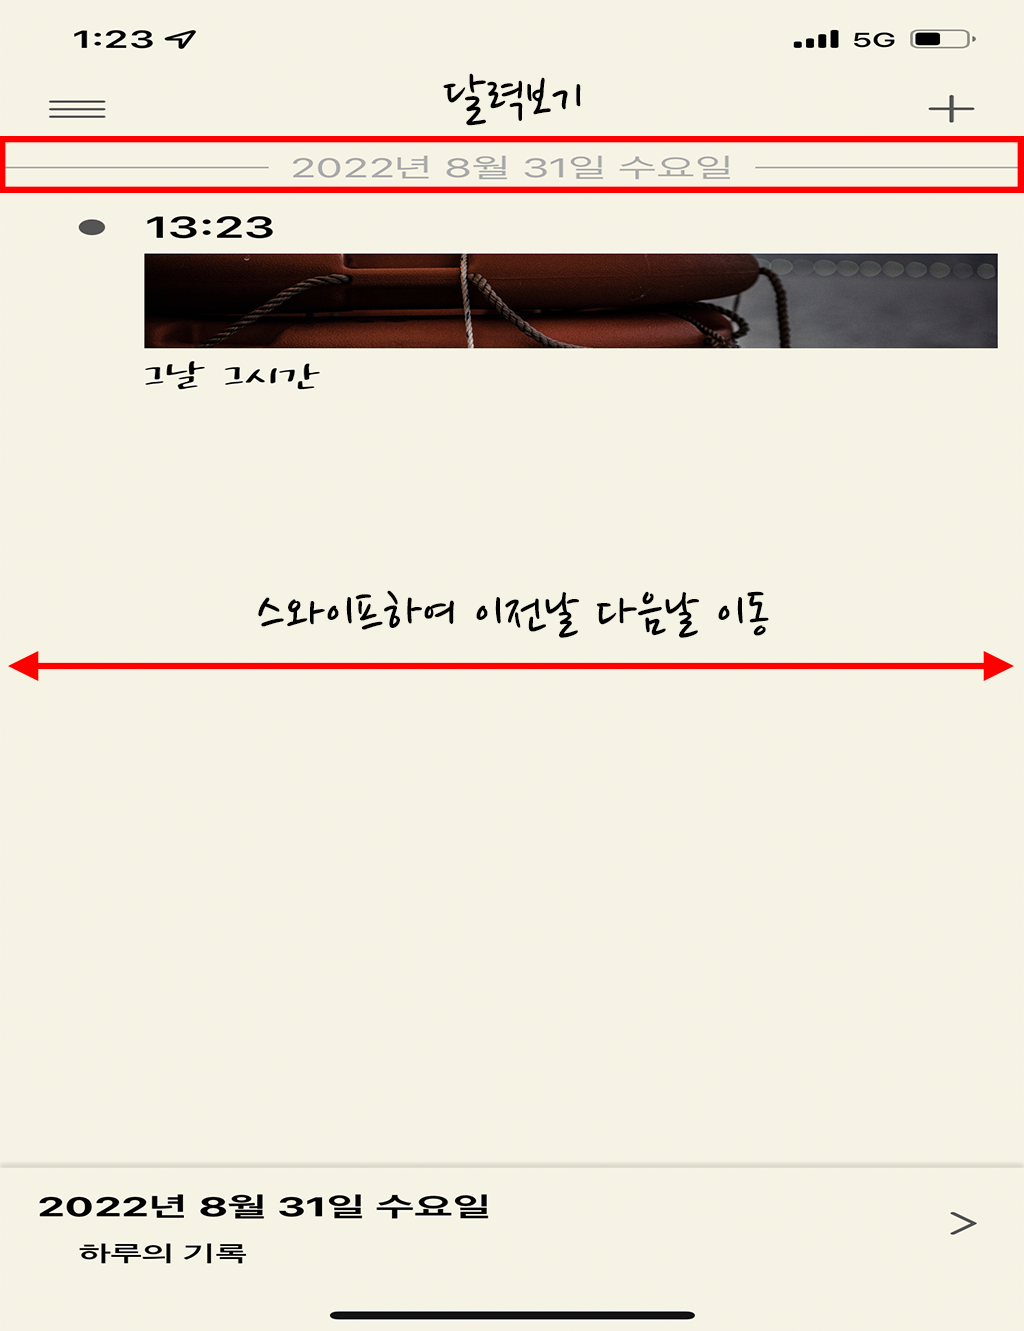 1:23 5G
달력보기
2022년 8월 31일 수요일
13:23
그날 그시간
스와이프하여 이전날 다음날 이동
2022년 8월 31일 수요일
하루의 기록